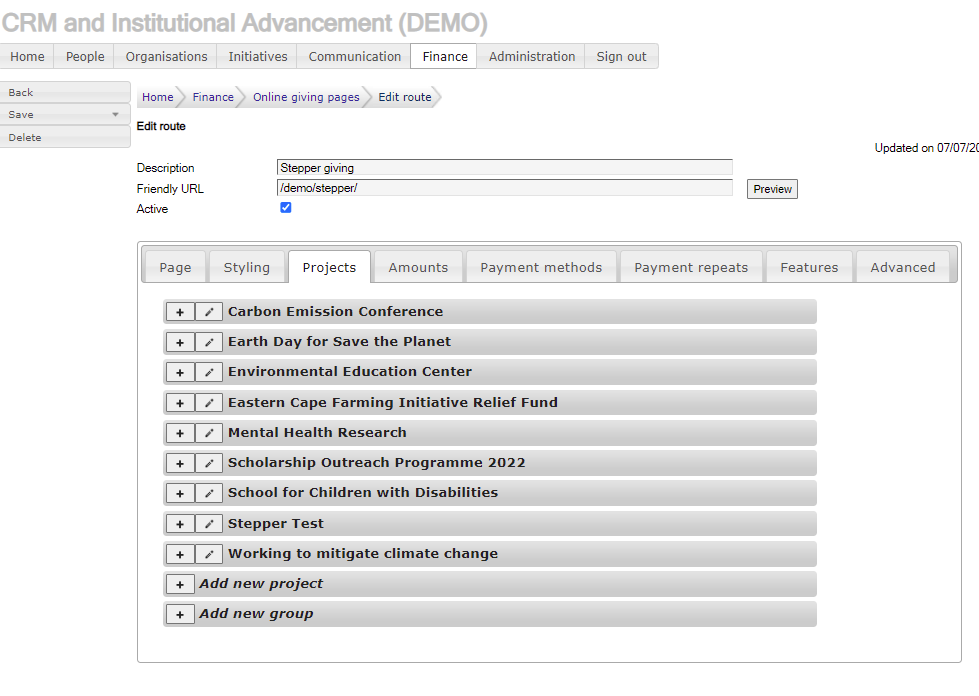 CRM and Institutional Advancement (DEMO)
Home People Organisations Initiatives Communication Finance Administration Sign out
Back
Save
Delete
Home Finance Online giving pages Edit route
Edit route
Updated on 07/07/20
Description Stepper giving
Friendly URL /demo/stepper/ Preview
Active
Page Styling Projects Amounts Payment methods Payment repeats Features Advanced
+ Carbon Emission Conference
+ Earth Day for Save the Planet
+ Environmental Education Center
+ Eastern Cape Farming Initiative Relief Fund
+ Mental Health Research
+ Scholarship Outreach Programme 2022
+ School for Children with Disabilities
+ Stepper Test
+ Working to mitigate climate change
+ Add new project
+ Add new group